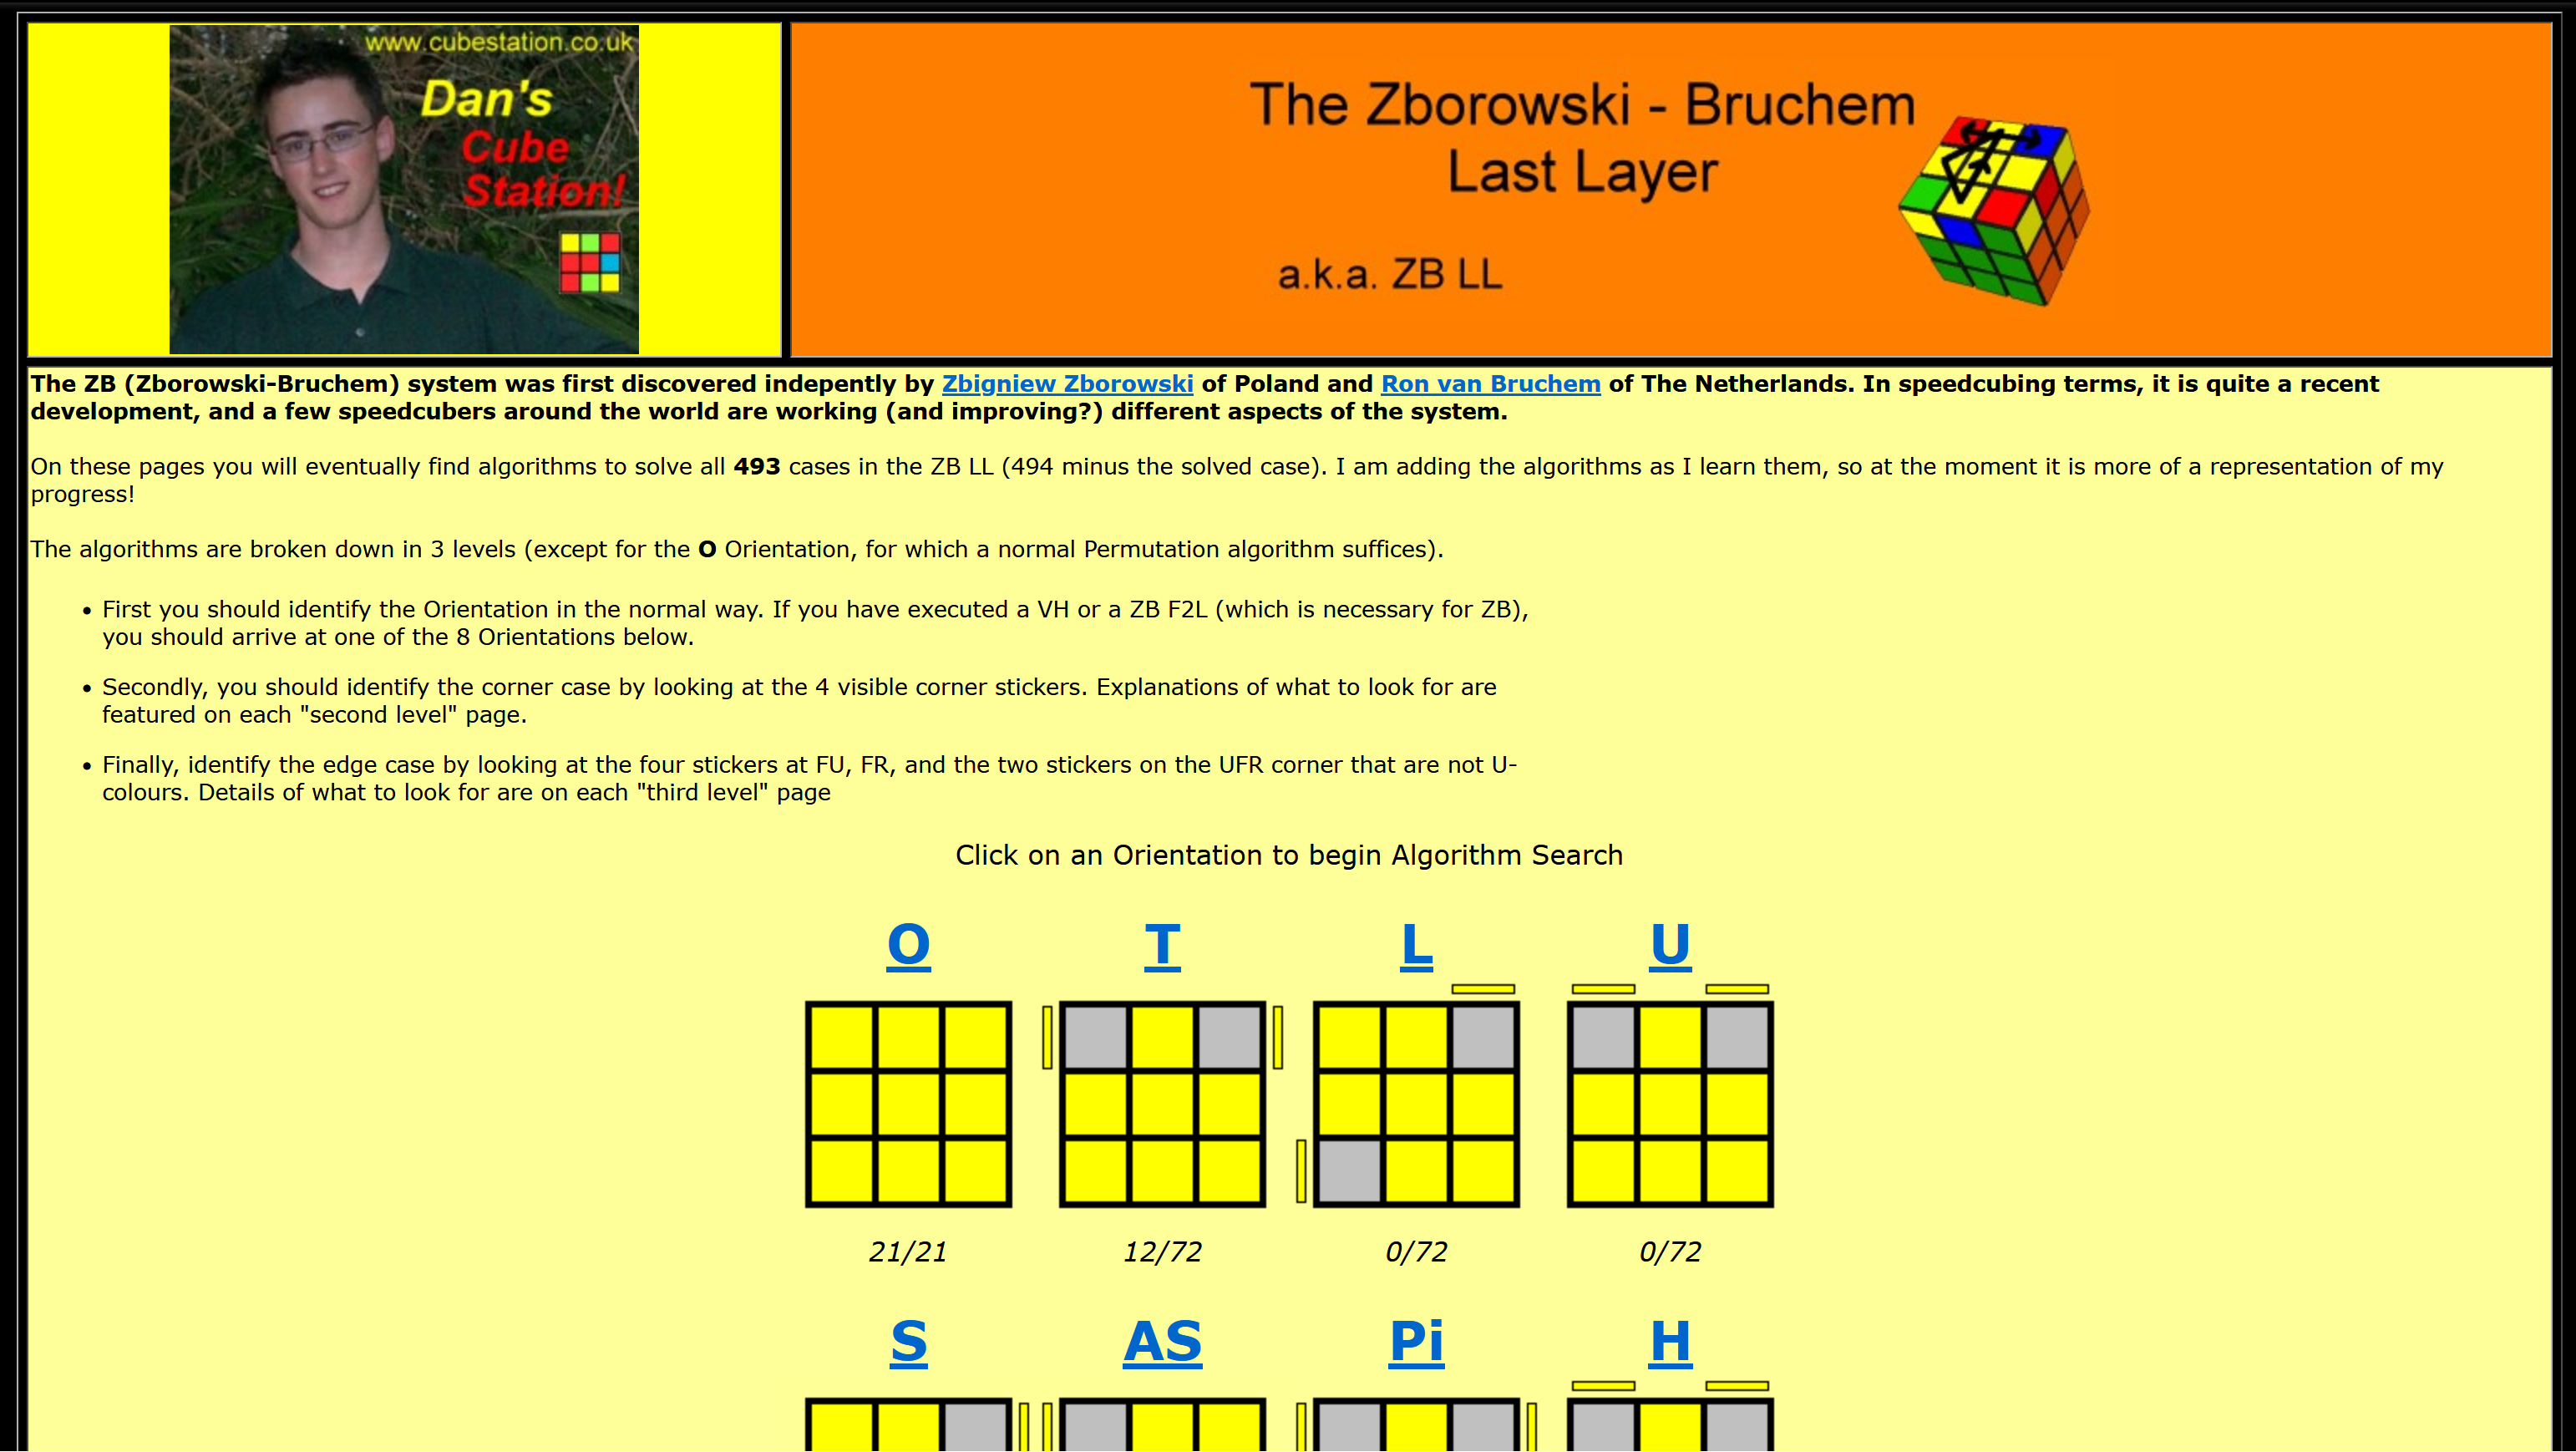 www.cubestation.co.uk
Dan's
Cube
Station!
The Zborowski - Bruchem
Last Layer
a.k.a. ZB LL
The ZB (Zborowski-Bruchem) system was first discovered indepently by Zbigniew Zborowski of Poland and Ron van Bruchem of The Netherlands. In speedcubing terms, it is quite a recent
development, and a few speedcubers around the world are working (and improving?) different aspects of the system.
On these pages you will eventually find algorithms to solve all 493 cases in the ZB LL (494 minus the solved case). I am adding the algorithms as I learn them, so at the moment it is more of a representation of my
progress!
The algorithms are broken down in 3 levels (except for the O Orientation, for which a normal Permutation algorithm suffices).
• First you should identify the Orientation in the normal way. If you have executed a VH or a ZB F2L (which is necessary for ZB),
you should arrive at one of the 8 Orientations below.
• Secondly, you should identify the corner case by looking at the 4 visible corner stickers. Explanations of what to look for are
featured on each "second level" page.
• Finally, identify the edge case by looking at the four stickers at FU, FR, and the two stickers on the UFR corner that are not U-
colours. Details of what to look for are on each "third level" page
Click on an Orientation to begin Algorithm Search
O T L U
21/21 12/72 0/72 0/72
S AS Pi H